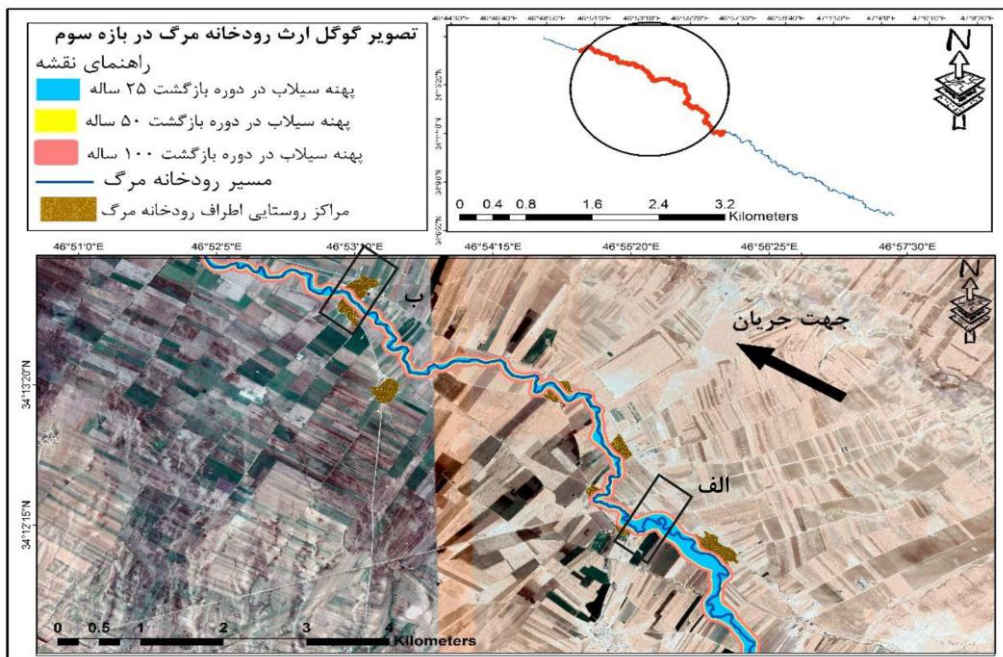 تصویر گوگل ارث رودخانه مرگ در بازه سوم
راهنمای نقشه
پهنه سیلاب در دوره بازگشت ۲۵ ساله
پهنه سیلاب در دوره بازگشت ۵۰ ساله
پهنه سیلاب در دوره بازگشت ۱۰۰ ساله
مسیر رودخانه مرگ
مراکز روستایی اطراف رودخانه مرگ
N
0 0.4 0.8 1.6 2.4 3.2
Kilometers
46°51'0"E 46°52'5"E 46°54'15"E 46°55'20"E 46°56'25"E 46°57'30"E
N
ب
جهت جریان
34°13'20"N
الف
34°12'15"N
0 0.5 1 2 3 4
Kilometers